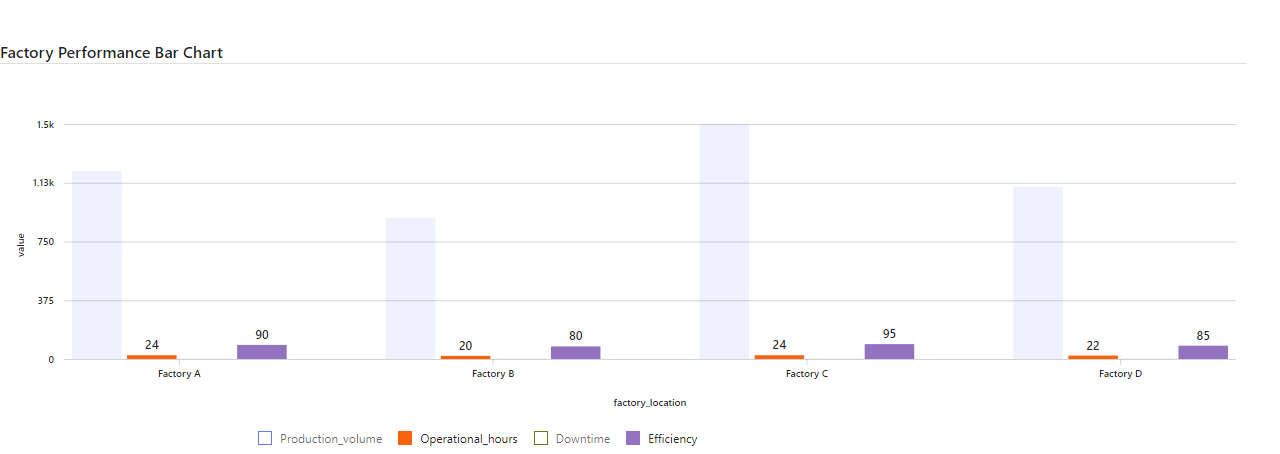 Factory Performance Bar Chart
1.5k
1.13k
750
375
0
value
24
90
20
80
24
95
22
85
Factory A
Factory B
Factory C
Factory D
factory_location
Production_volume
Operational_hours
Downtime
Efficiency